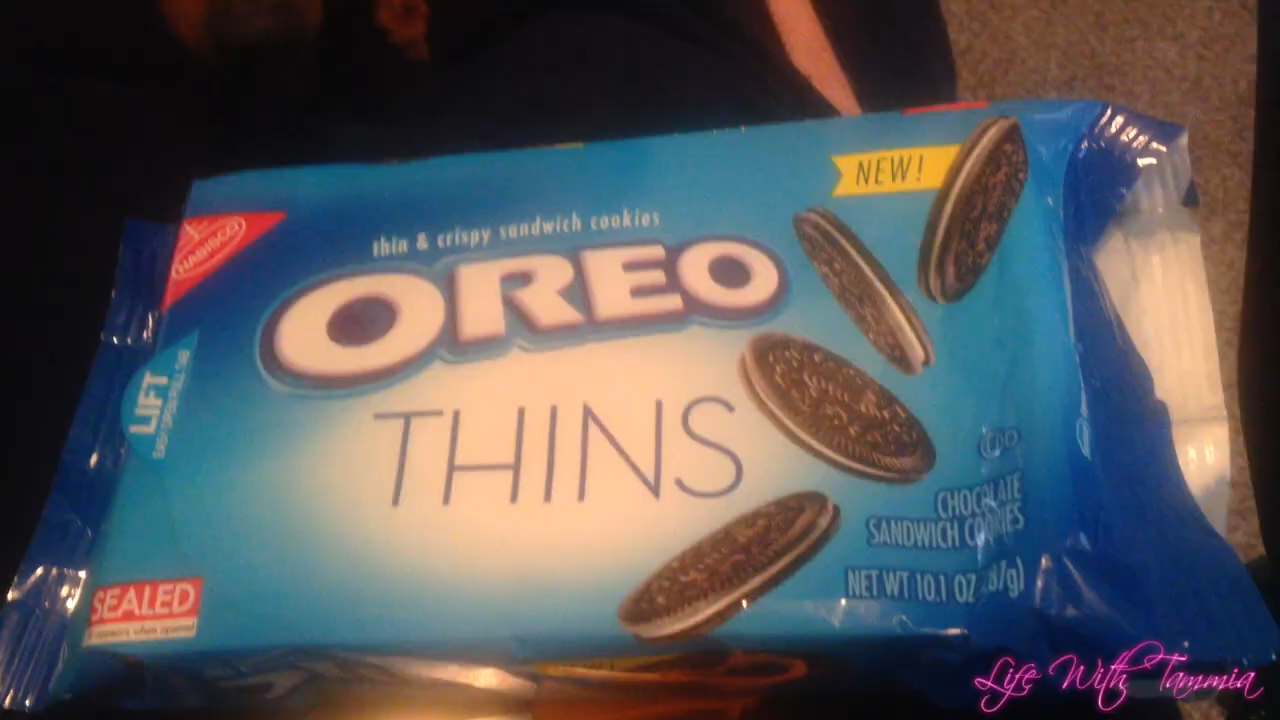 NEW!
NABISCO
thin & crispy sandwich cookies
OREO
THINS
LIFT
CHOCOLATE
SANDWICH COOKIES
NET WT 10.1 OZ
SEALED
Life With Tammia